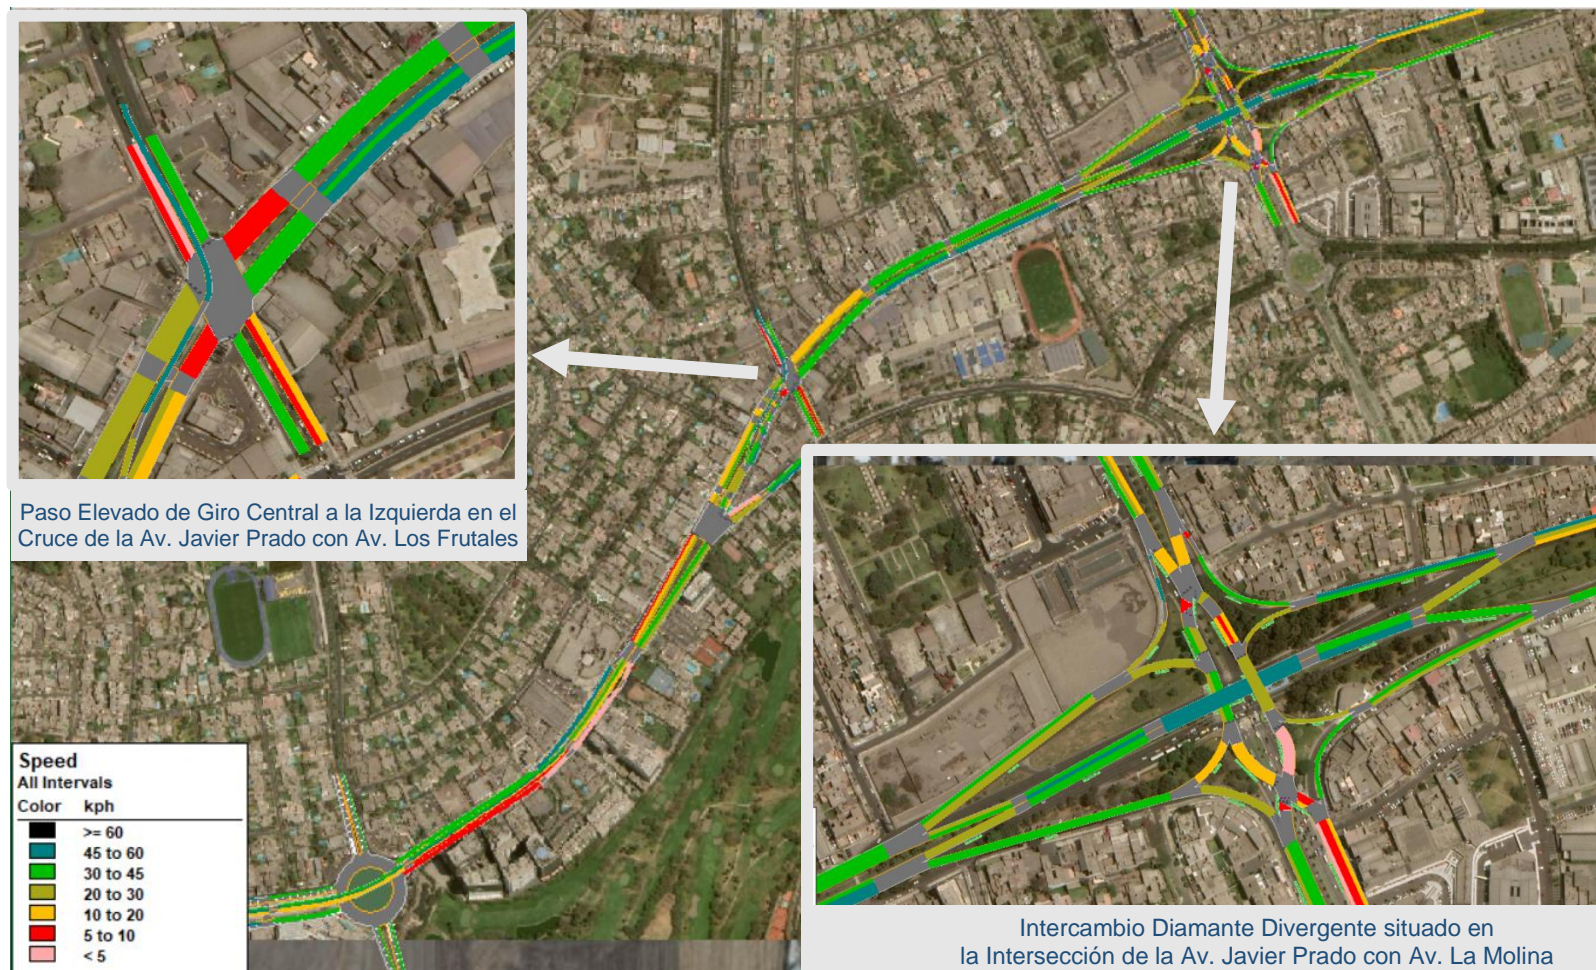 Paso Elevado de Giro Central a la Izquierda en el
Cruce de la Av. Javier Prado con Av. Los Frutales
Speed
All Intervals
Color kph
>= 60
45 to 60
30 to 45
20 to 30
10 to 20
5 to 10
< 5
Intercambio Diamante Divergente situado en
la Intersección de la Av. Javier Prado con Av. La Molina